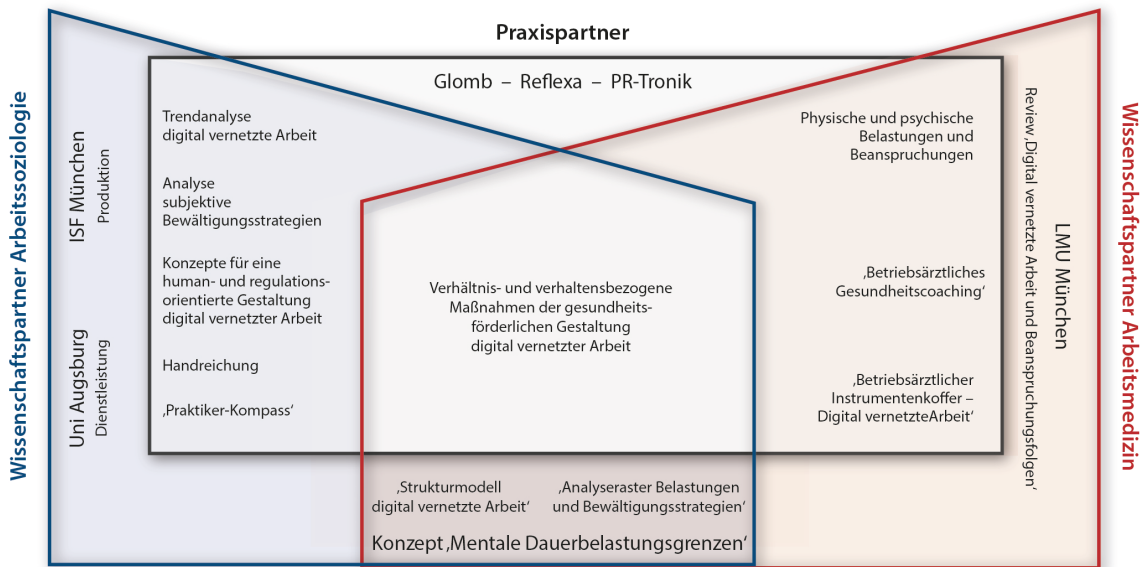 Praxispartner
Glomb – Reflexa – PR-Tronik
Wissenschaftspartner Arbeitssoziologie
ISF München
Produktion
Uni Augsburg
Dienstleistung
Trendanalyse
digital vernetzte Arbeit
Analyse
subjektive
Bewältigungsstrategien
Konzepte für eine
human- und regulations-
orientierte Gestaltung
digital vernetzter Arbeit
Handreichung
‚Praktiker-Kompass‘
Verhältnis- und verhaltensbezogene
Maßnahmen der gesundheits-
förderlichen Gestaltung
digital vernetzter Arbeit
Physische und psychische
Belastungen und
Beanspruchungen
‚Betriebsärztliches
Gesundheitscoaching‘
‚Betriebsärztlicher
Instrumentenkoffer –
Digital vernetzteArbeit‘
Review ‚Digital vernetzte Arbeit und Beanspruchungsfolgen‘
LMU München
Wissenschaftspartner Arbeitsmedizin
‚Strukturmodell
digital vernetzte Arbeit‘
‚Analyseraster Belastungen
und Bewältigungsstrategien‘
Konzept ‚Mentale Dauerbelastungsgrenzen‘